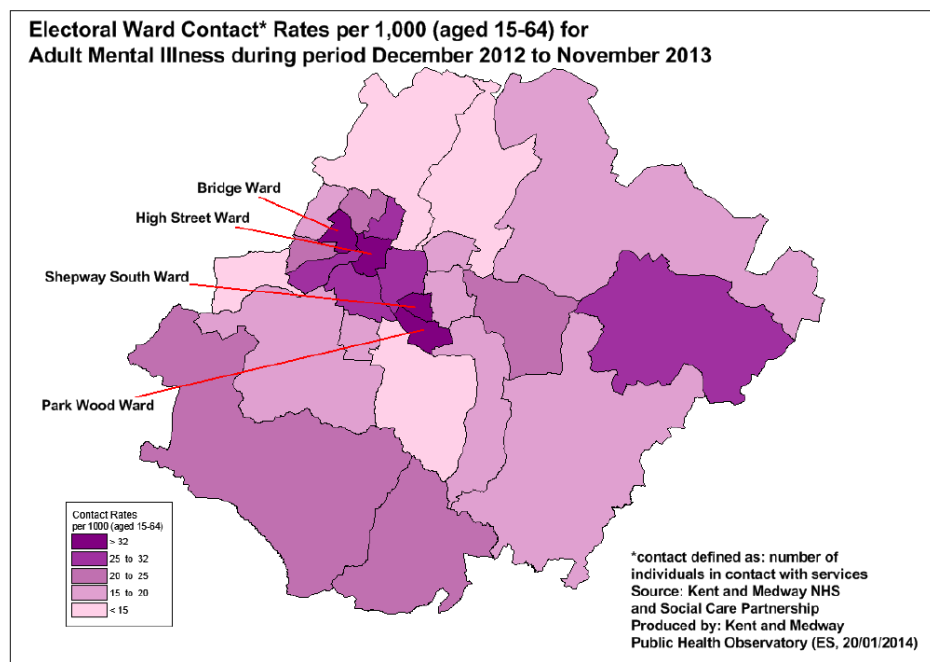 Electoral Ward Contact* Rates per 1,000 (aged 15-64) for
Adult Mental Illness during period December 2012 to November 2013
Bridge Ward
High Street Ward
Shepway South Ward
Park Wood Ward
Contact Rates
per 1000 (aged 15-64)
> 32
25 to 32
20 to 25
15 to 20
< 15
*contact defined as: number of
individuals in contact with services
Source: Kent and Medway NHS
and Social Care Partnership
Produced by: Kent and Medway
Public Health Observatory (ES, 20/01/2014)